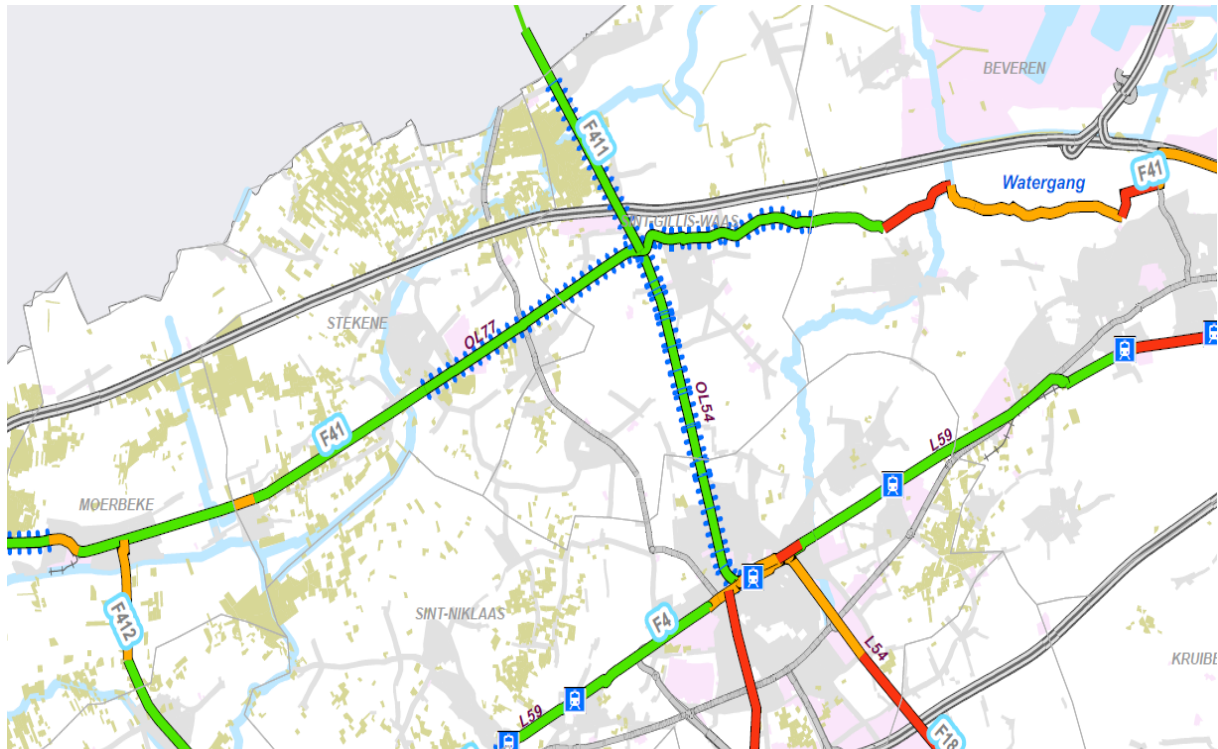 BEVEREN
F411
F41
Watergang
INT-GILLIS-WAAS
STEKENE
OL77
OL54
F41
L59
MOERBEKE
F412
SINT-NIKLAAS
F4
L54
KRUIBE
L59
F18